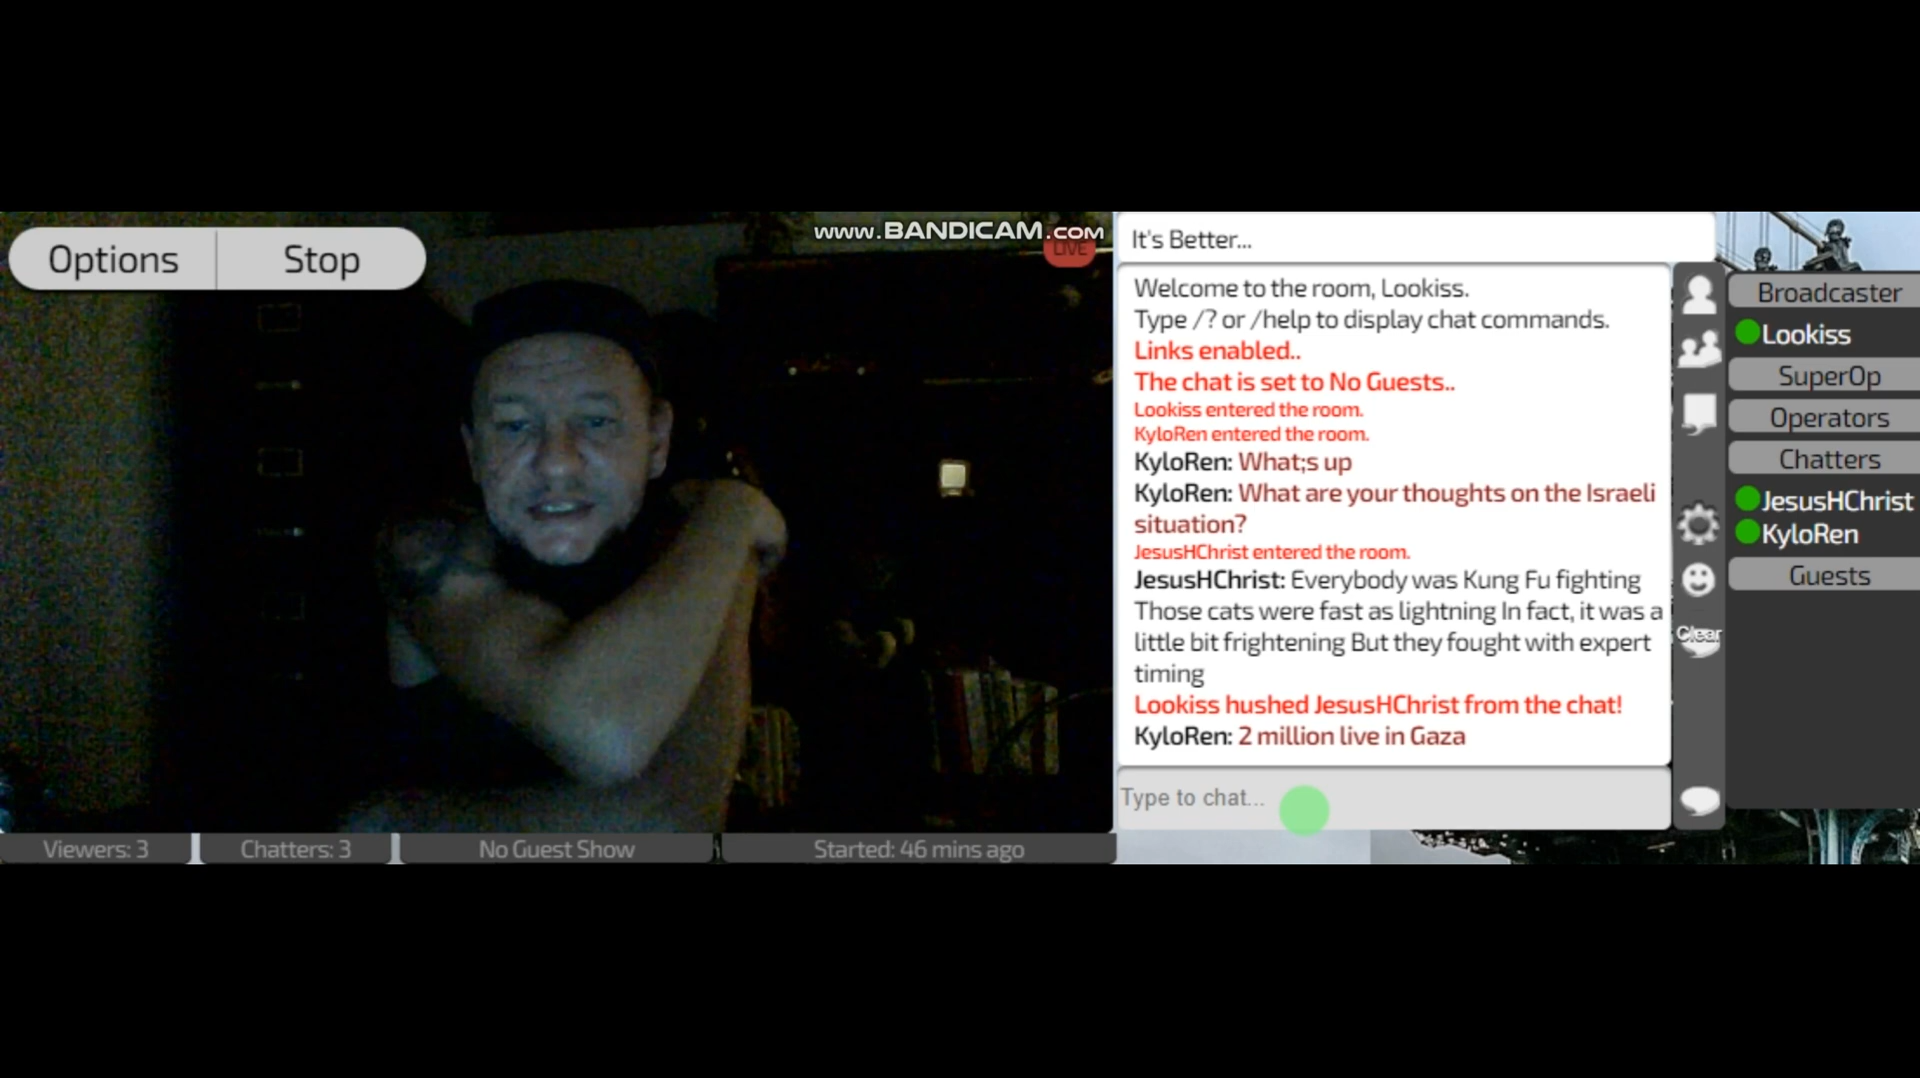 Options
Stop
www.BANDICAM.com
LIVE
It's Better...
Welcome to the room, Lookiss.
Type /? or /help to display chat commands.
Links enabled..
The chat is set to No Guests..
Lookiss entered the room.
KyloRen entered the room.
KyloRen: What;s up
KyloRen: What are your thoughts on the Israeli
situation?
JesusHChrist entered the room.
JesusHChrist: Everybody was Kung Fu fighting
Those cats were fast as lightning In fact, it was a
little bit frightening But they fought with expert
timing
Lookiss hushed JesusHChrist from the chat!
KyloRen: 2 million live in Gaza
Type to chat...
Clear
Broadcaster
Lookiss
SuperOp
Operators
Chatters
JesusHChrist
KyloRen
Guests
Viewers: 3
Chatters: 3
No Guest Show
Started: 46 mins ago